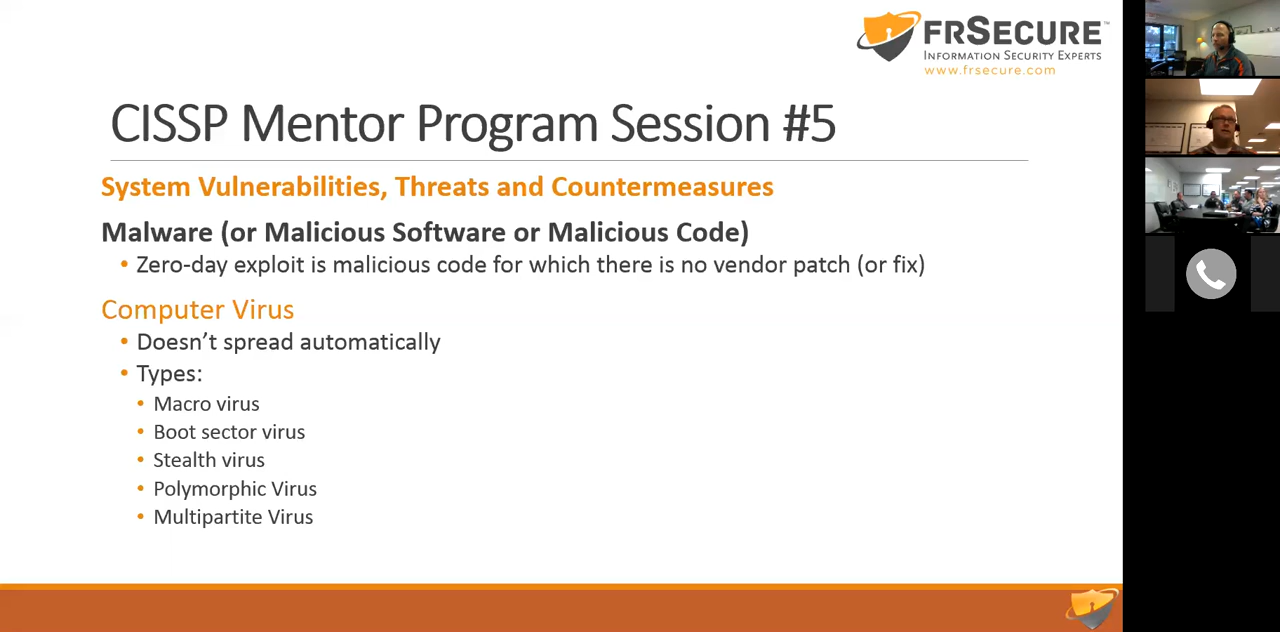 FRSECURE™
INFORMATION SECURITY EXPERTS
www.frsecure.com
CISSP Mentor Program Session #5
System Vulnerabilities, Threats and Countermeasures
Malware (or Malicious Software or Malicious Code)
• Zero-day exploit is malicious code for which there is no vendor patch (or fix)
Computer Virus
• Doesn’t spread automatically
• Types:
• Macro virus
• Boot sector virus
• Stealth virus
• Polymorphic Virus
• Multipartite Virus